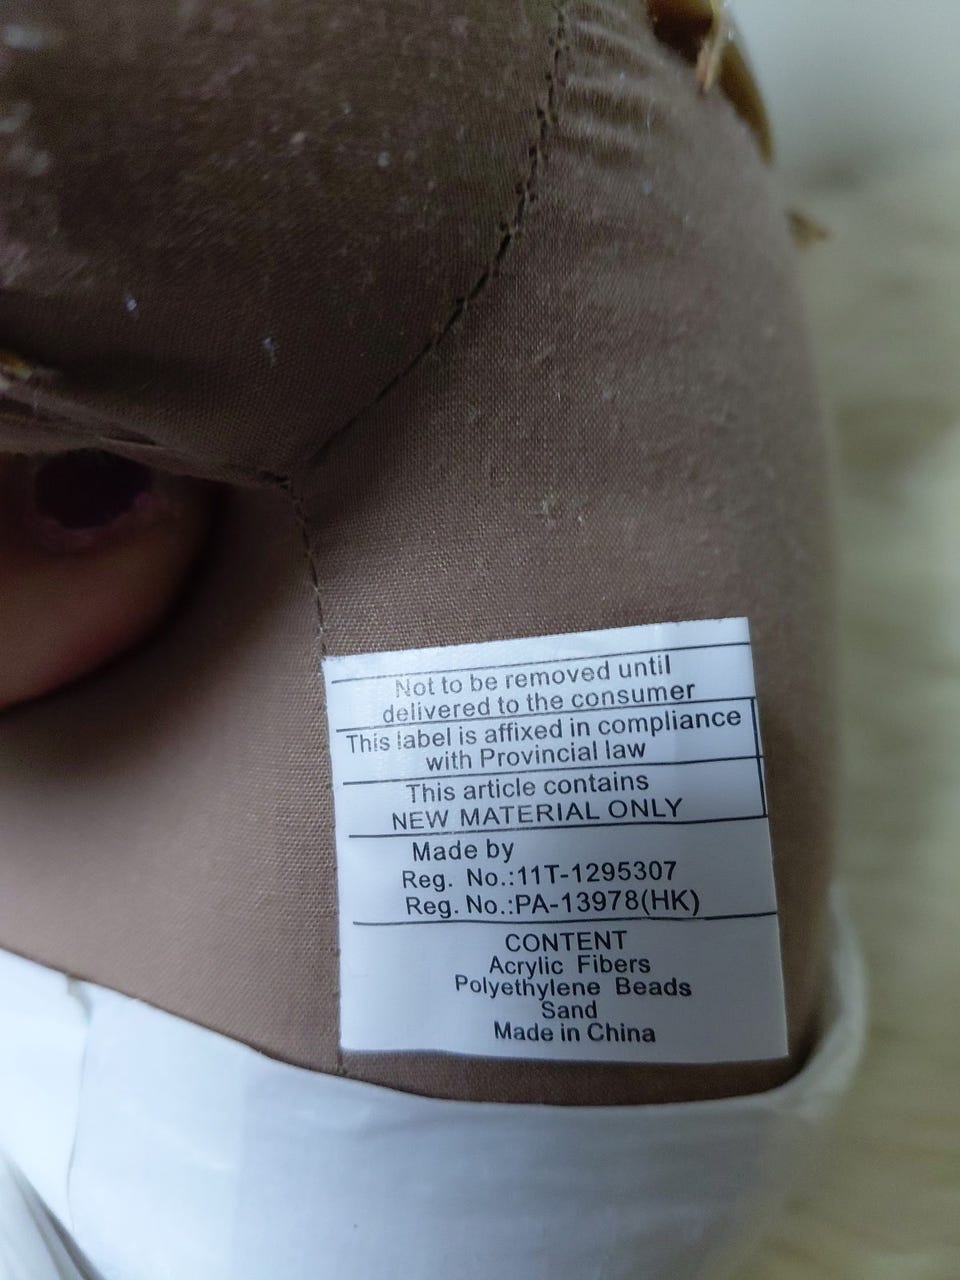 Not to be removed until
delivered to the consumer
This label is affixed in compliance
with Provincial law
This article contains
NEW MATERIAL ONLY
Made by
Reg. No.:11T-1295307
Reg. No.:PA-13978(HK)
CONTENT
Acrylic Fibers
Polyethylene Beads
Sand
Made in China